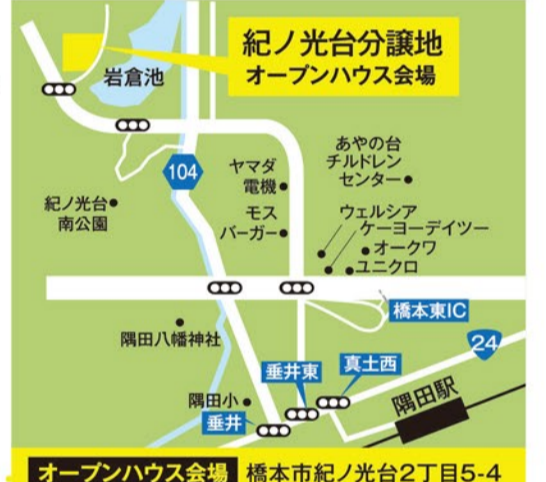 紀ノ光台分譲地
オープンハウス会場
岩倉池
104
ヤマダ
電機
モス
バーガー
あやの台
チルドレン
センター
紀ノ光台
南公園
ウェルシア
ケーヨーデイツー
オークワ
ユニクロ
橋本東IC
隅田八幡神社
24
垂井東
真土西
隅田小
垂井
隅田駅
オープンハウス会場 橋本市紀ノ光台2丁目5-4